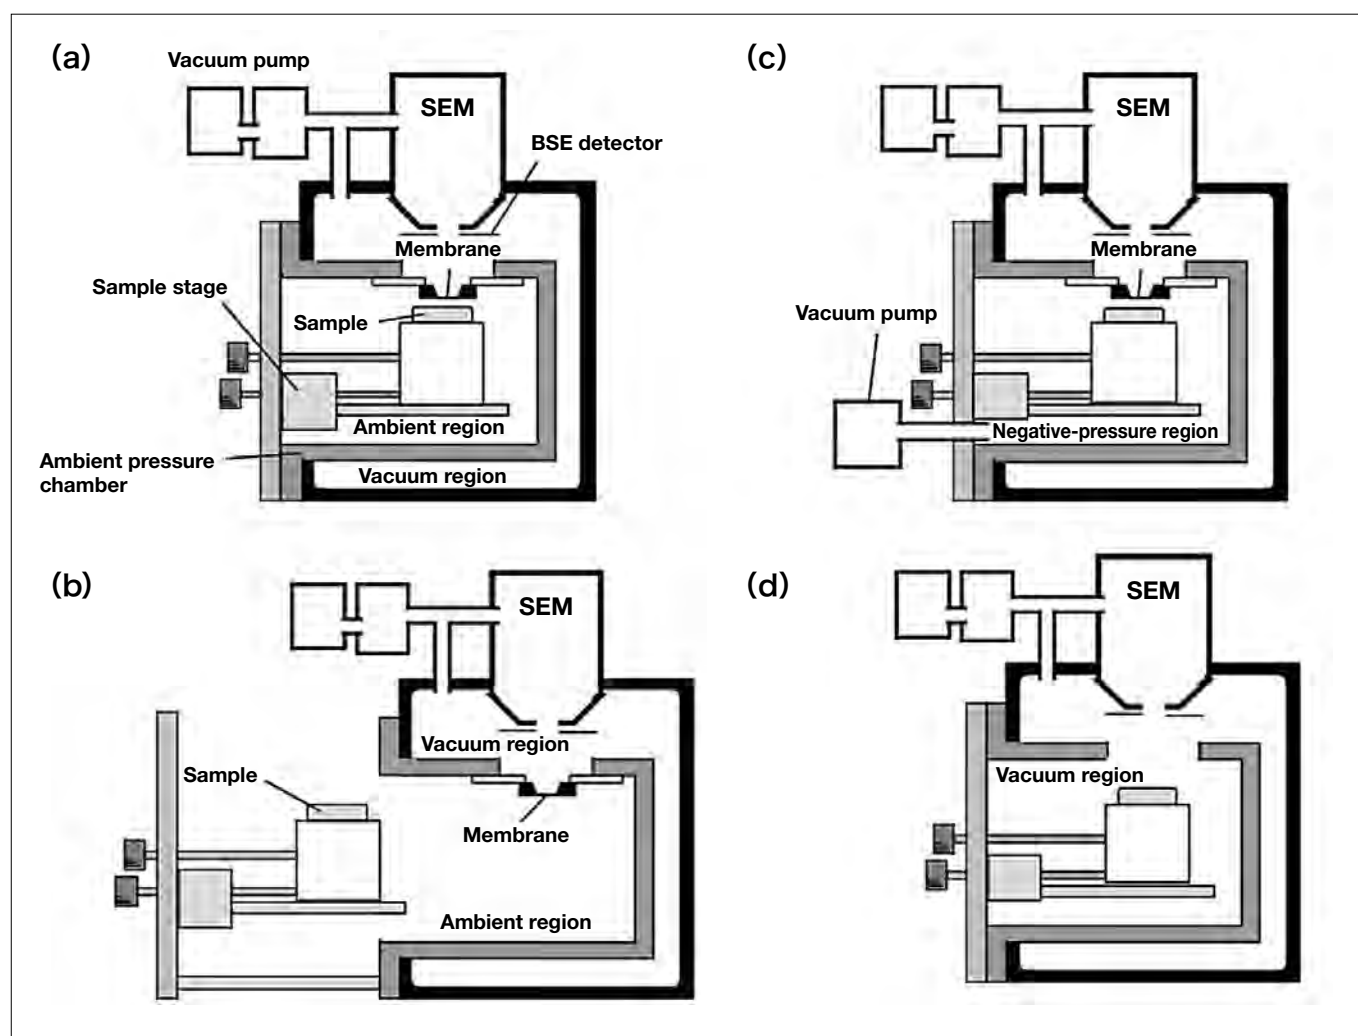 (a)
Vacuum pump
SEM
BSE detector
Membrane
Sample stage
Sample
Ambient region
Ambient pressure
chamber
Vacuum region
(c)
SEM
Membrane
Vacuum pump
Negative-pressure region
(b)
SEM
Vacuum region
Sample
Membrane
Ambient region
(d)
SEM
Vacuum region